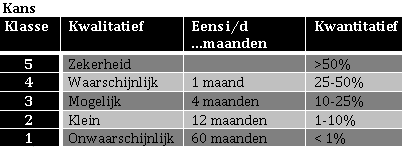 Kans
Klasse Kwalitatief Eens i/d ...maanden Kwantitatief
5 Zekerheid >50%
4 Waarschijnlijk 1 maand 25-50%
3 Mogelijk 4 maanden 10-25%
2 Klein 12 maanden 1-10%
1 Onwaarschijnlijk 60 maanden < 1%